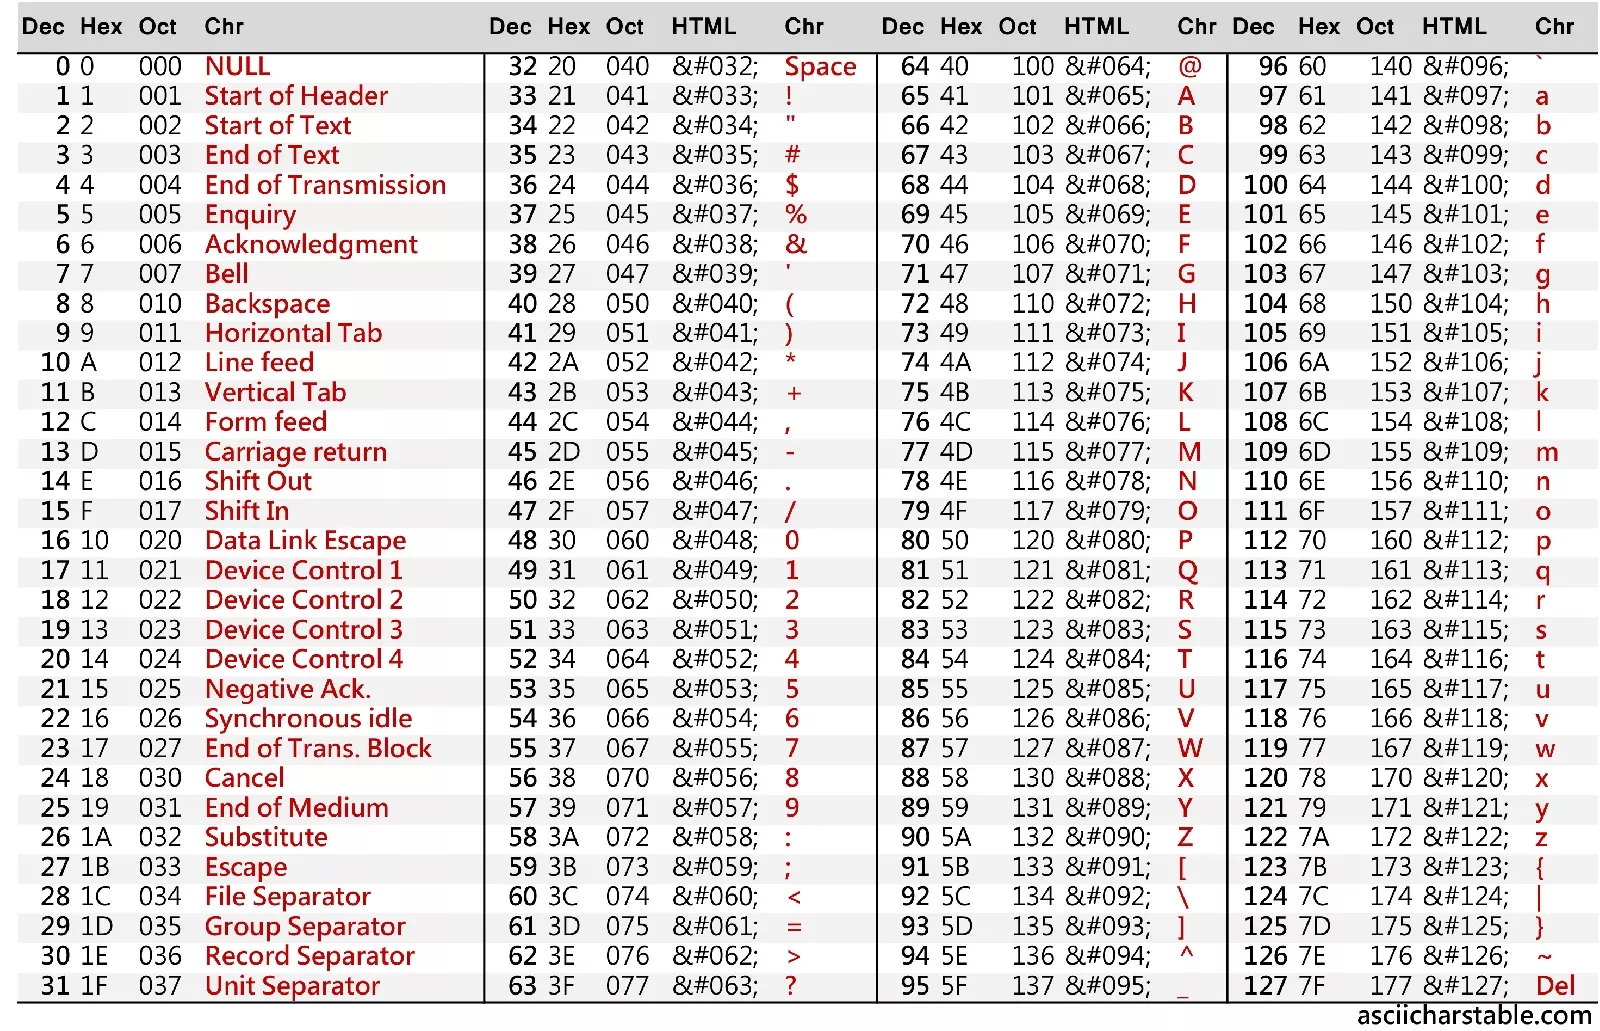 Dec Hex Oct Chr Dec Hex Oct HTML Chr Dec Hex Oct HTML Chr Dec Hex Oct HTML Chr
0 0 000 NULL 32 20 040 &#032; Space 64 40 100 &#064; @ 96 60 140 &#096; `
1 1 001 Start of Header 33 21 041 &#033; ! 65 41 101 &#065; A 97 61 141 &#097; a
2 2 002 Start of Text 34 22 042 &#034; " 66 42 102 &#066; B 98 62 142 &#098; b
3 3 003 End of Text 35 23 043 &#035; # 67 43 103 &#067; C 99 63 143 &#099; c
4 4 004 End of Transmission 36 24 044 &#036; $ 68 44 104 &#068; D 100 64 144 &#100; d
5 5 005 Enquiry 37 25 045 &#037; % 69 45 105 &#069; E 101 65 145 &#101; e
6 6 006 Acknowledgment 38 26 046 &#038; & 70 46 106 &#070; F 102 66 146 &#102; f
7 7 007 Bell 39 27 047 &#039; ' 71 47 107 &#071; G 103 67 147 &#103; g
8 8 010 Backspace 40 28 050 &#040; ( 72 48 110 &#072; H 104 68 150 &#104; h
9 9 011 Horizontal Tab 41 29 051 &#041; ) 73 49 111 &#073; I 105 69 151 &#105; i
10 A 012 Line feed 42 2A 052 &#042; * 74 4A 112 &#074; J 106 6A 152 &#106; j
11 B 013 Vertical Tab 43 2B 053 &#043; + 75 4B 113 &#075; K 107 6B 153 &#107; k
12 C 014 Form feed 44 2C 054 &#044; , 76 4C 114 &#076; L 108 6C 154 &#108; l
13 D 015 Carriage return 45 2D 055 &#045; - 77 4D 115 &#077; M 109 6D 155 &#109; m
14 E 016 Shift Out 46 2E 056 &#046; . 78 4E 116 &#078; N 110 6E 156 &#110; n
15 F 017 Shift In 47 2F 057 &#047; / 79 4F 117 &#079; O 111 6F 157 &#111; o
16 10 020 Data Link Escape 48 30 060 &#048; 0 80 50 120 &#080; P 112 70 160 &#112; p
17 11 021 Device Control 1 49 31 061 &#049; 1 81 51 121 &#081; Q 113 71 161 &#113; q
18 12 022 Device Control 2 50 32 062 &#050; 2 82 52 122 &#082; R 114 72 162 &#114; r
19 13 023 Device Control 3 51 33 063 &#051; 3 83 53 123 &#083; S 115 73 163 &#115; s
20 14 024 Device Control 4 52 34 064 &#052; 4 84 54 124 &#084; T 116 74 164 &#116; t
21 15 025 Negative Ack. 53 35 065 &#053; 5 85 55 125 &#085; U 117 75 165 &#117; u
22 16 026 Synchronous idle 54 36 066 &#054; 6 86 56 126 &#086; V 118 76 166 &#118; v
23 17 027 End of Trans. Block 55 37 067 &#055; 7 87 57 127 &#087; W 119 77 167 &#119; w
24 18 030 Cancel 56 38 070 &#056; 8 88 58 130 &#088; X 120 78 170 &#120; x
25 19 031 End of Medium 57 39 071 &#057; 9 89 59 131 &#089; Y 121 79 171 &#121; y
26 1A 032 Substitute 58 3A 072 &#058; : 90 5A 132 &#090; Z 122 7A 172 &#122; z
27 1B 033 Escape 59 3B 073 &#059; ; 91 5B 133 &#091; [ 123 7B 173 &#123; {
28 1C 034 File Separator 60 3C 074 &#060; < 92 5C 134 &#092; \ 124 7C 174 &#124; |
29 1D 035 Group Separator 61 3D 075 &#061; = 93 5D 135 &#093; ] 125 7D 175 &#125; }
30 1E 036 Record Separator 62 3E 076 &#062; > 94 5E 136 &#094; ^ 126 7E 176 &#126; ~
31 1F 037 Unit Separator 63 3F 077 &#063; ? 95 5F 137 &#095; _ 127 7F 177 &#127; Del
asciicharstable.com